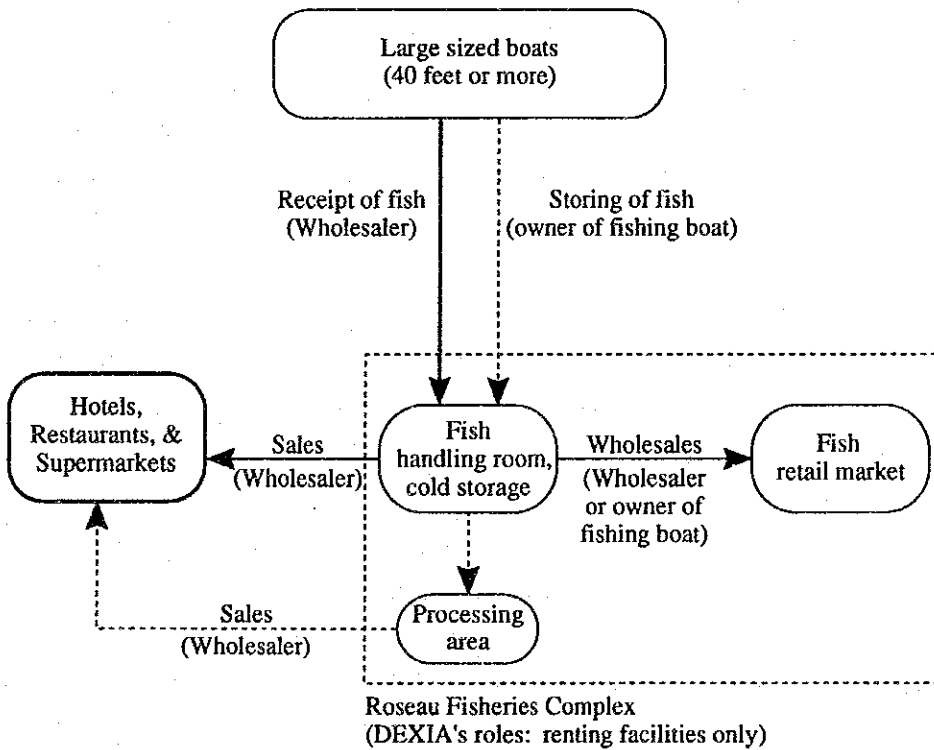 Large sized boats
(40 feet or more)
Receipt of fish
(Wholesaler)
Storing of fish
(owner of fishing boat)
Hotels,
Restaurants, &
Supermarkets
Sales
(Wholesaler)
Fish
handling room,
cold storage
Wholesales
(Wholesaler
or owner of
fishing boat)
Fish
retail market
Sales
(Wholesaler)
Processing
area
Roseau Fisheries Complex
(DEXIA's roles: renting facilities only)